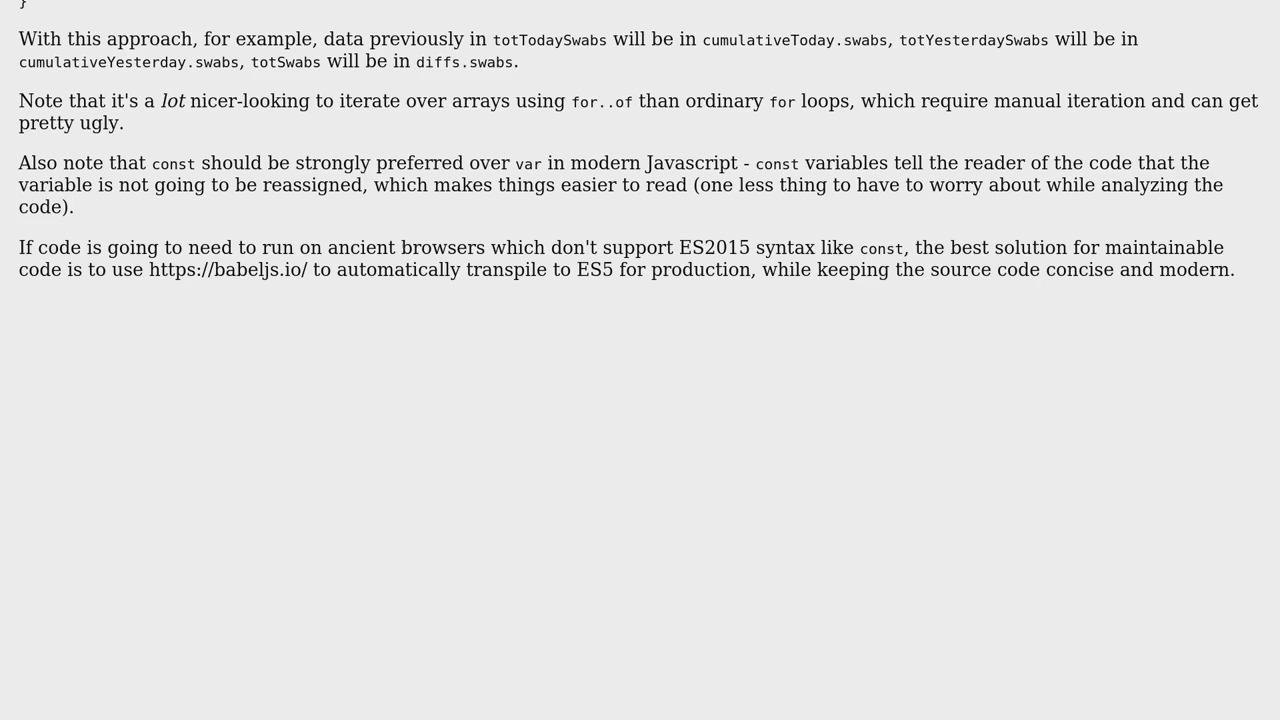 }
With this approach, for example, data previously in totTodaySwabs will be in cumulativeToday.swabs, totYesterdaySwabs will be in
cumulativeYesterday.swabs, totSwabs will be in diffs.swabs.
Note that it's a lot nicer-looking to iterate over arrays using for..of than ordinary for loops, which require manual iteration and can get
pretty ugly.
Also note that const should be strongly preferred over var in modern Javascript - const variables tell the reader of the code that the
variable is not going to be reassigned, which makes things easier to read (one less thing to have to worry about while analyzing the
code).
If code is going to need to run on ancient browsers which don't support ES2015 syntax like const, the best solution for maintainable
code is to use https://babeljs.io/ to automatically transpile to ES5 for production, while keeping the source code concise and modern.